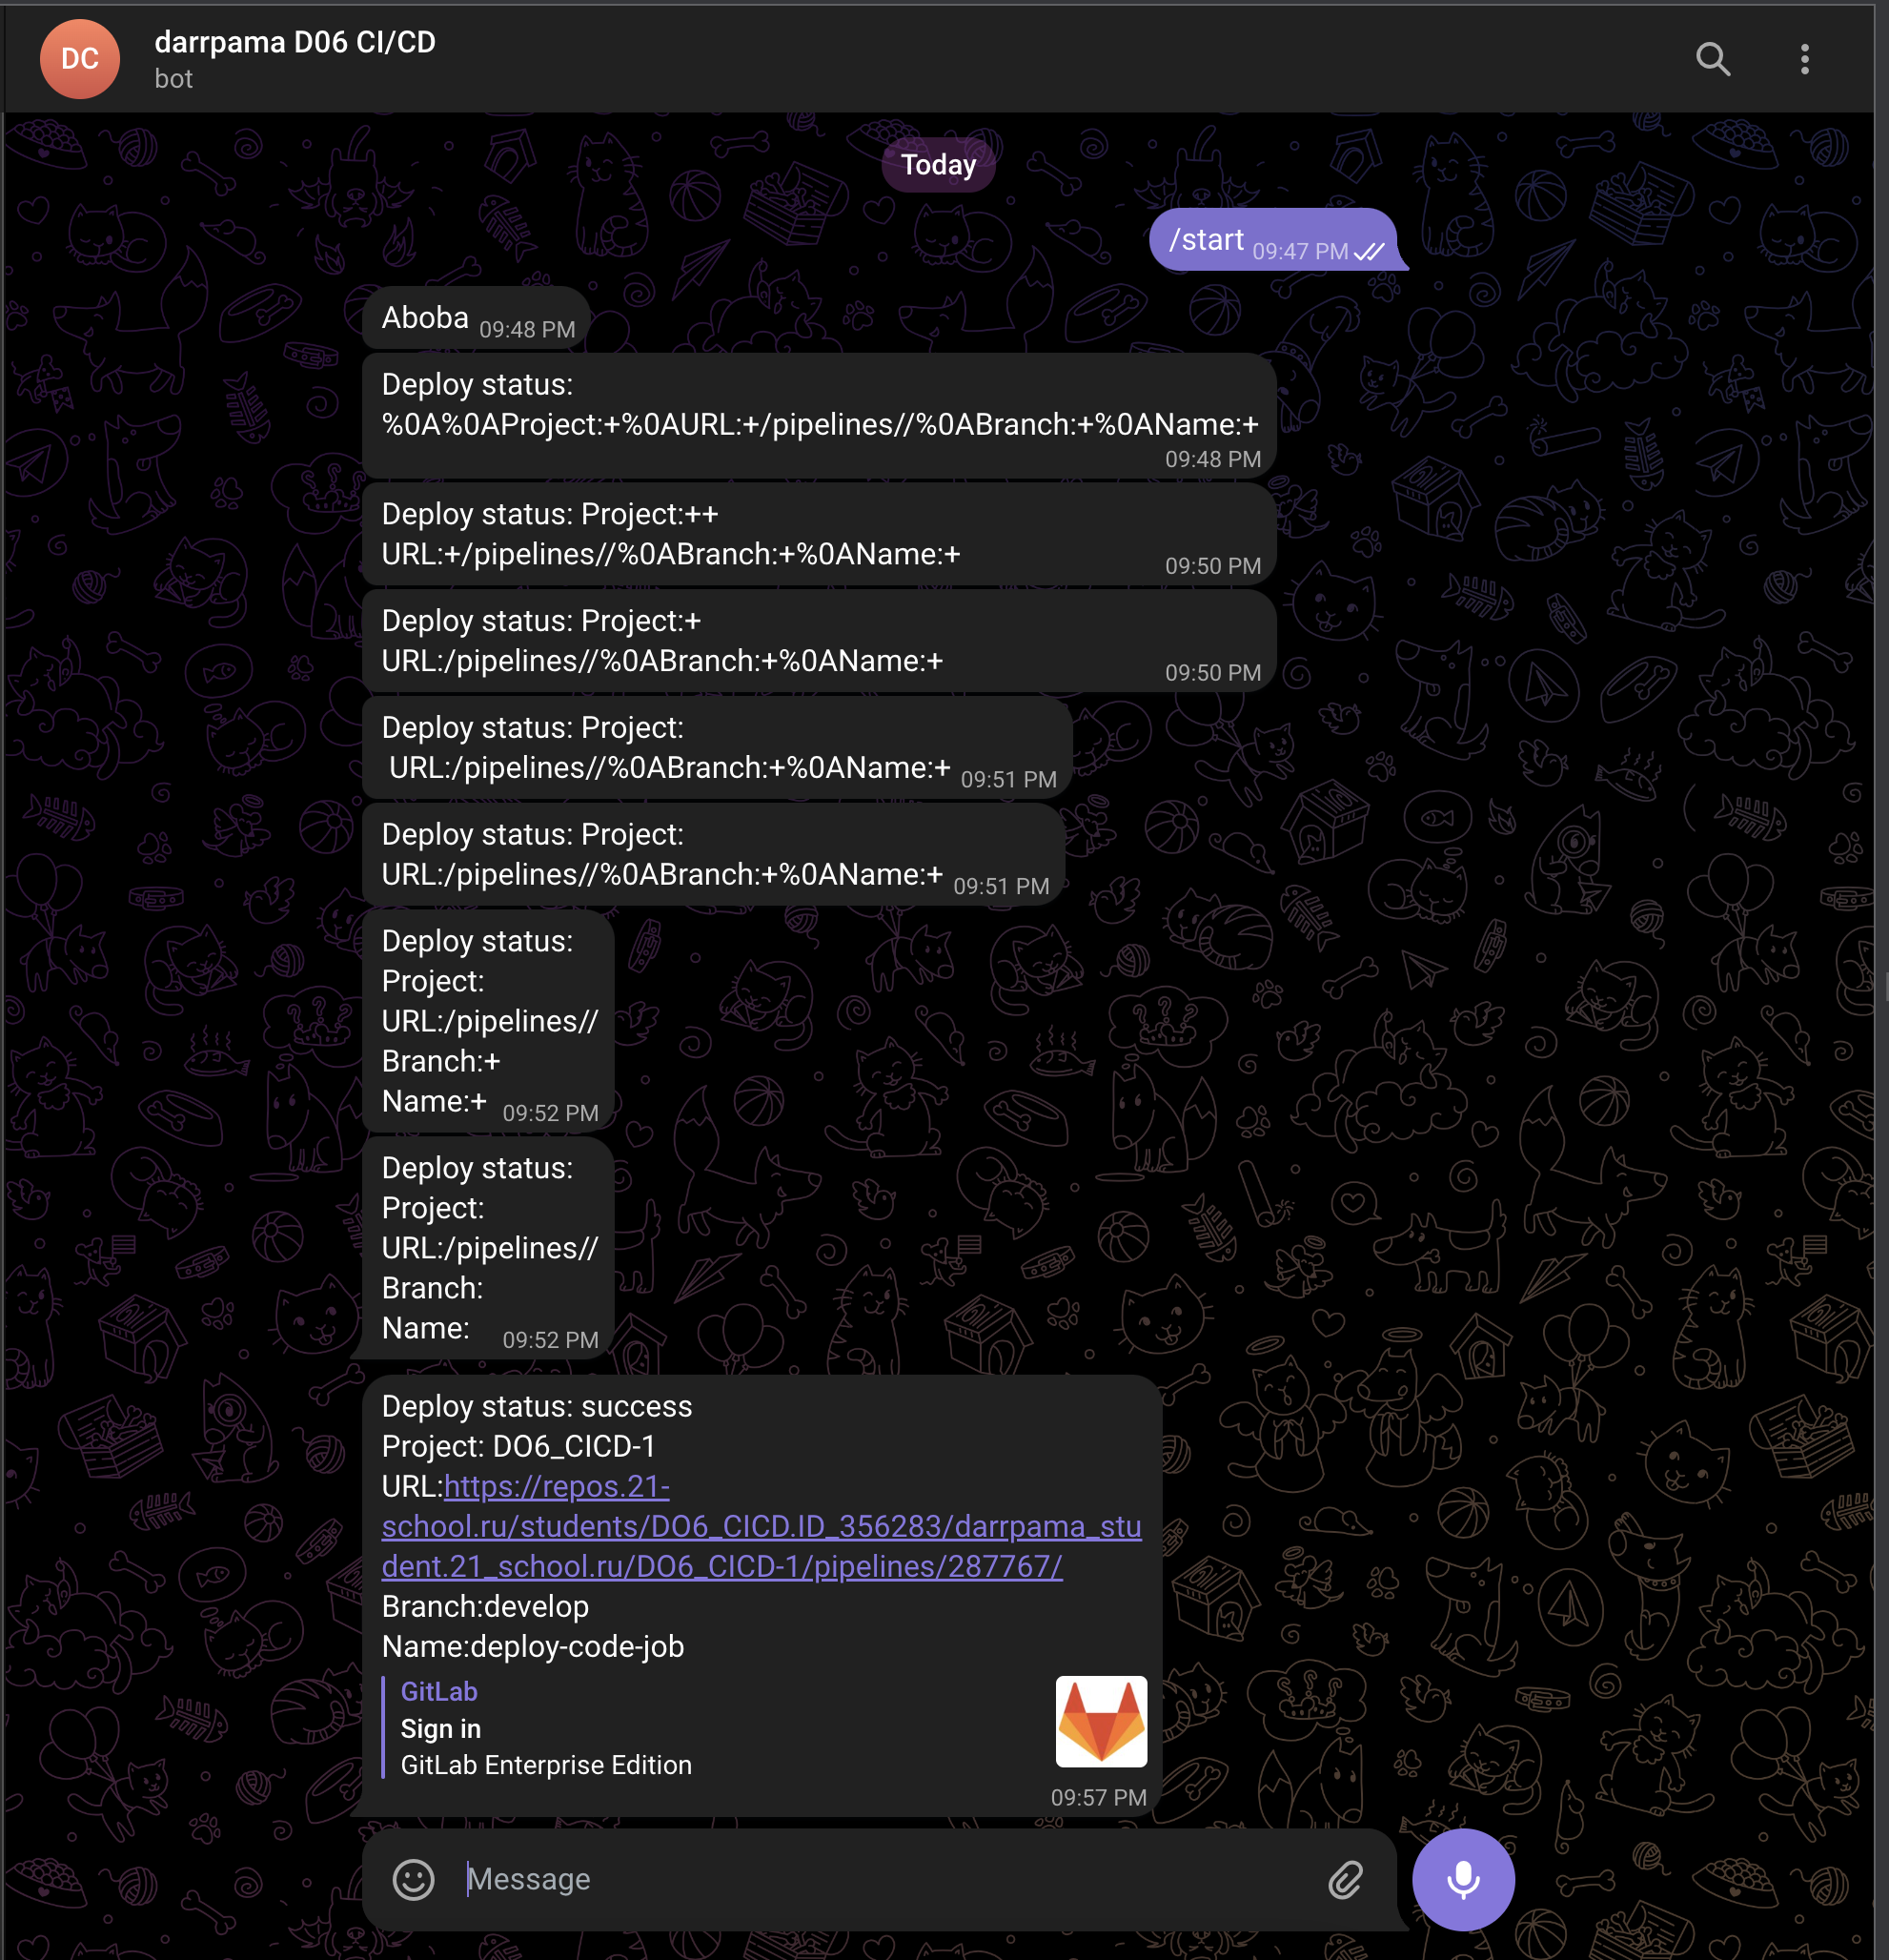 DC
darrpama D06 CI/CD
bot
Today
/start 09:47 PM
Aboba 09:48 PM
Deploy status:
%0A%0AProject:+%0AURL:+/pipelines//%0ABranch:+%0AName:+
09:48 PM
Deploy status: Project:++
URL:+/pipelines//%0ABranch:+%0AName:+
09:50 PM
Deploy status: Project:+
URL:/pipelines//%0ABranch:+%0AName:+
09:50 PM
Deploy status: Project:
URL:/pipelines//%0ABranch:+%0AName:+ 09:51 PM
Deploy status: Project:
URL:/pipelines//%0ABranch:+%0AName:+ 09:51 PM
Deploy status:
Project:
URL:/pipelines//
Branch:+
Name:+ 09:52 PM
Deploy status:
Project:
URL:/pipelines//
Branch:
Name: 09:52 PM
Deploy status: success
Project: DO6_CICD-1
URL:https://repos.21-
school.ru/students/DO6_CICD.ID_356283/darrpama_stu
dent.21_school.ru/DO6_CICD-1/pipelines/287767/
Branch:develop
Name:deploy-code-job
GitLab
Sign in
GitLab Enterprise Edition
09:57 PM
Message